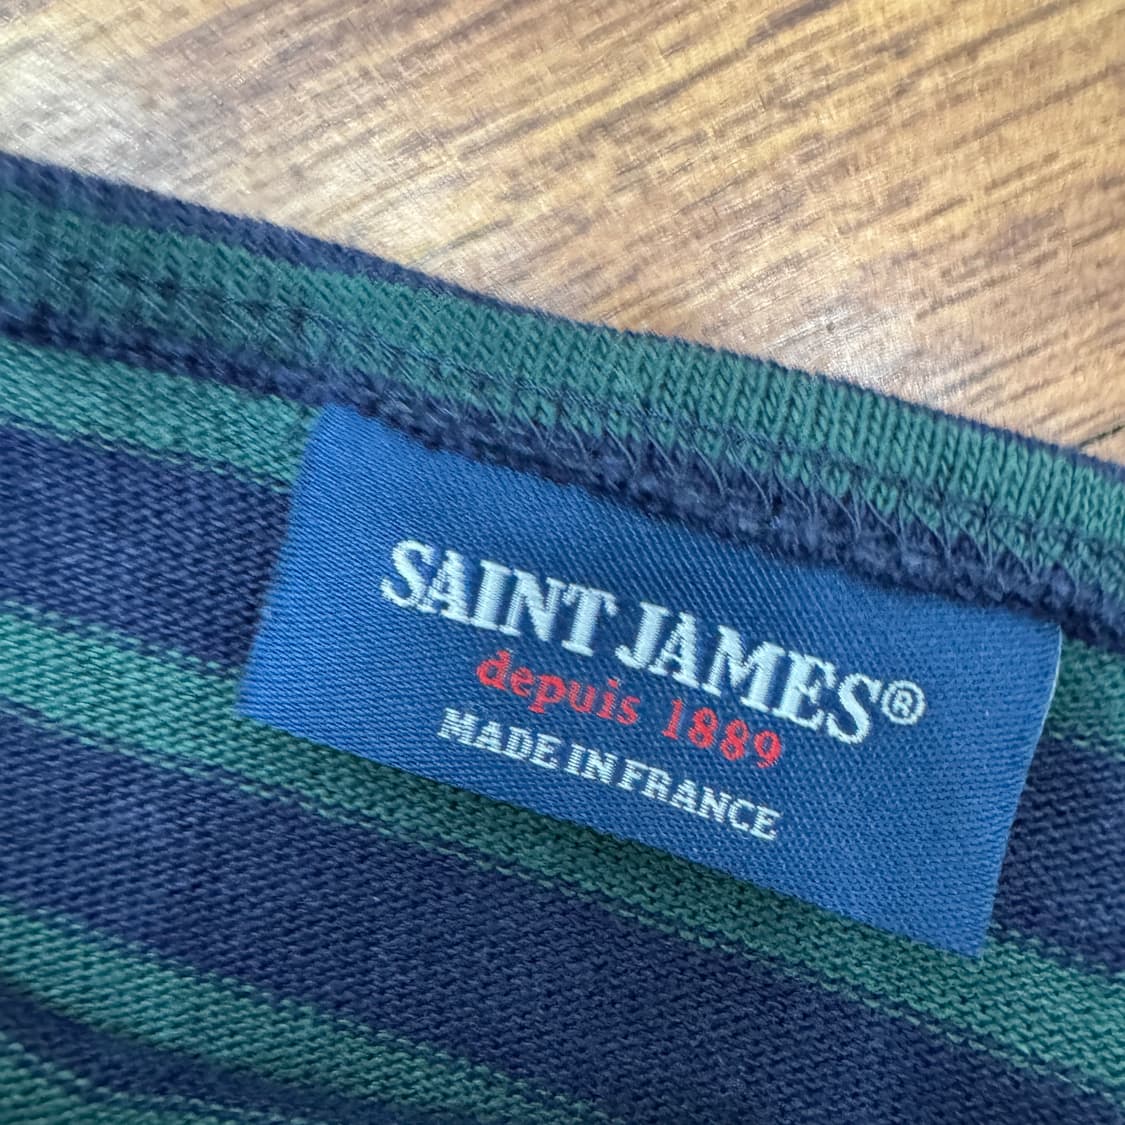 SAINT JAMES®
depuis 1889
MADE IN FRANCE